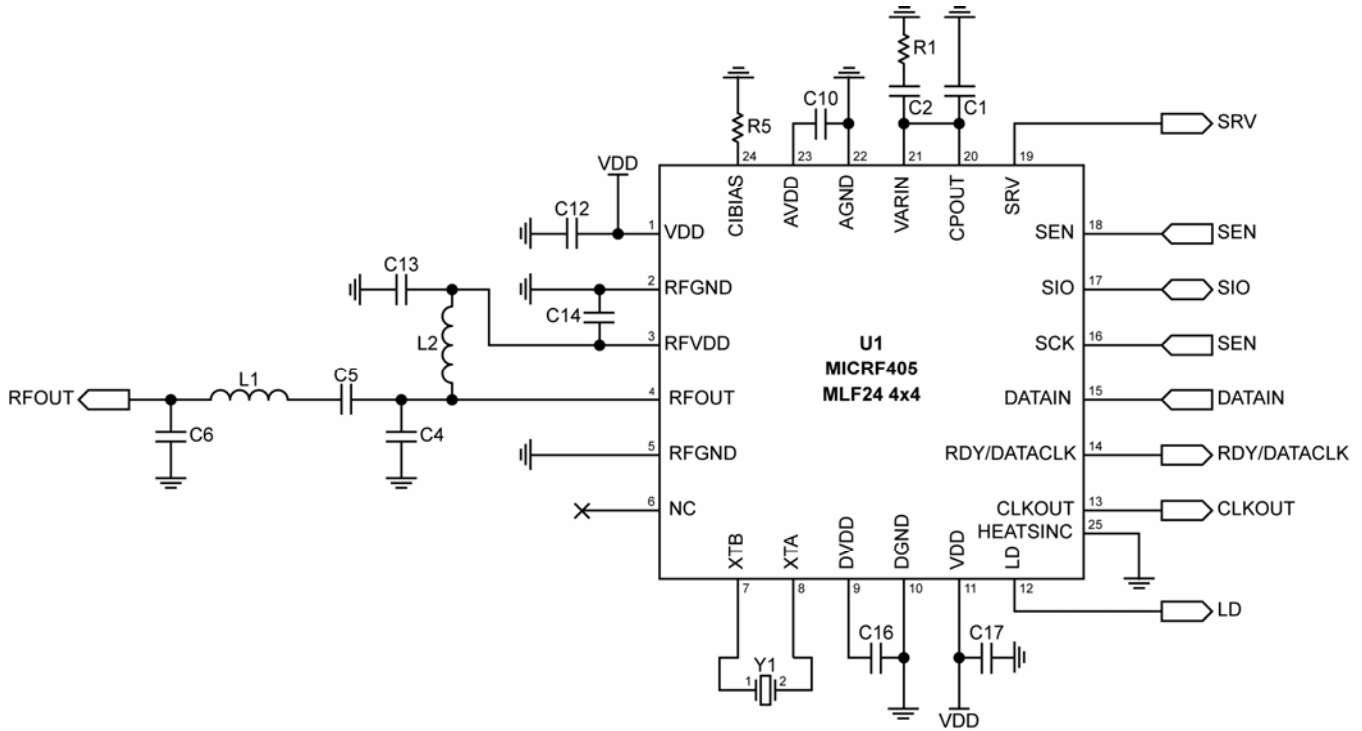 R1
C10
C2
C1
R5
SRV
24
23
22
21
20
19
VDD
CIBIAS
AVDD
AGND
VARIN
CPOUT
SRV
C12
1
VDD
SEN
18
SEN
C13
2
RFGND
SIO
17
SIO
C14
L2
3
RFVDD
U1
MICRF405
MLF24 4x4
SCK
16
SEN
RFOUT
L1
C5
4
RFOUT
DATAIN
15
DATAIN
C6
C4
5
RFGND
RDY/DATACLK
14
RDY/DATACLK
6
NC
CLKOUT
13
CLKOUT
HEATSINC
25
XTB
XTA
DVDD
DGND
VDD
LD
7
8
9
10
11
12
LD
C16
C17
Y1
1
2
VDD